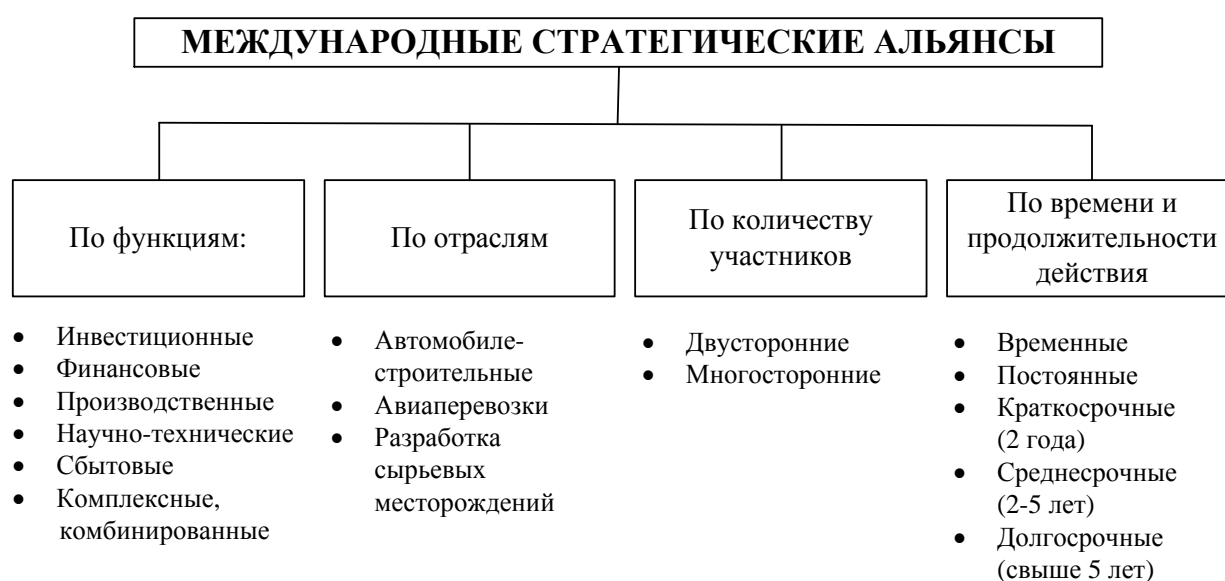 МЕЖДУНАРОДНЫЕ СТРАТЕГИЧЕСКИЕ АЛЬЯНСЫ
По функциям:
По отраслям
По количеству
участников
По времени и
продолжительности
действия
• Инвестиционные
• Финансовые
• Производственные
• Научно-технические
• Сбытовые
• Комплексные,
комбинированные
• Автомобиле-
строительные
• Авиаперевозки
• Разработка
сырьевых
месторождений
• Двусторонние
• Многосторонние
• Временные
• Постоянные
• Краткосрочные
(2 года)
• Среднесрочные
(2-5 лет)
• Долгосрочные
(свыше 5 лет)